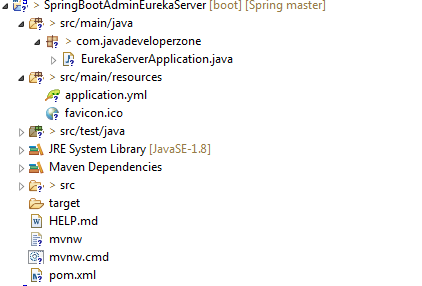 > SpringBootAdminEurekaServer [boot] [Spring master]
> src/main/java
> com.javadeveloperzone
> EurekaServerApplication.java
> src/main/resources
application.yml
favicon.ico
> src/test/java
JRE System Library [JavaSE-1.8]
Maven Dependencies
> src
target
HELP.md
mvnw
mvnw.cmd
pom.xml